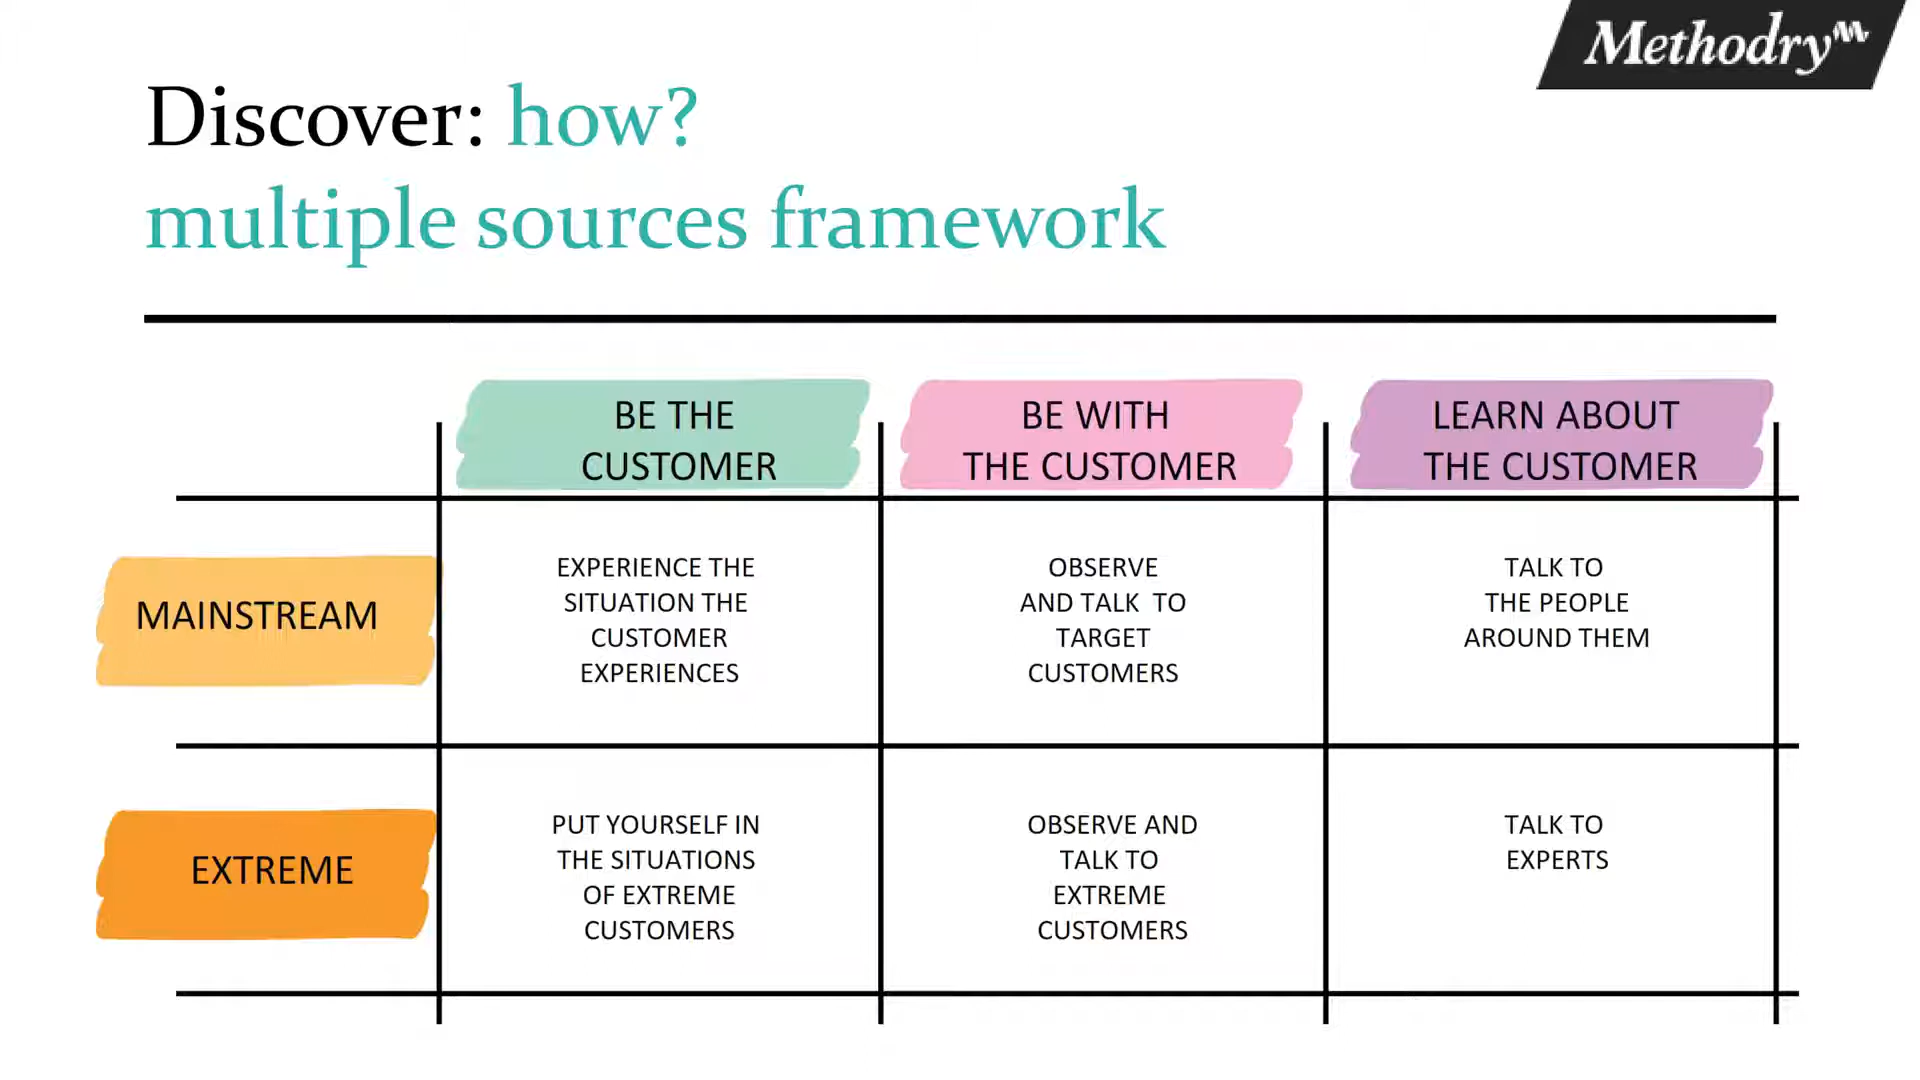 Methodry
Discover: how?
multiple sources framework
BE THE
CUSTOMER
BE WITH
THE CUSTOMER
LEARN ABOUT
THE CUSTOMER
MAINSTREAM
EXPERIENCE THE
SITUATION THE
CUSTOMER
EXPERIENCES
OBSERVE
AND TALK  TO
TARGET
CUSTOMERS
TALK TO
THE PEOPLE
AROUND THEM
EXTREME
PUT YOURSELF IN
THE SITUATIONS
OF EXTREME
CUSTOMERS
OBSERVE AND
TALK TO
EXTREME
CUSTOMERS
TALK TO
EXPERTS